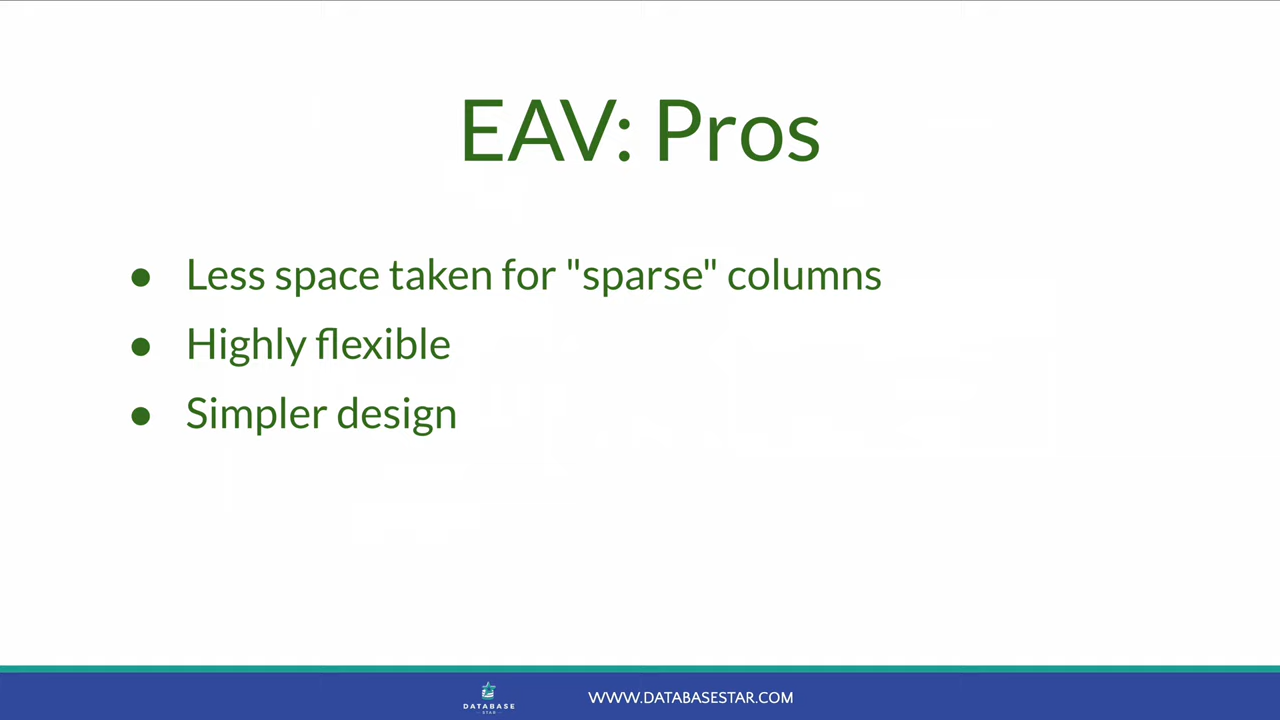 EAV: Pros
● Less space taken for "sparse" columns
● Highly flexible
● Simpler design
DATABASE
STAR
WWW.DATABASESTAR.COM